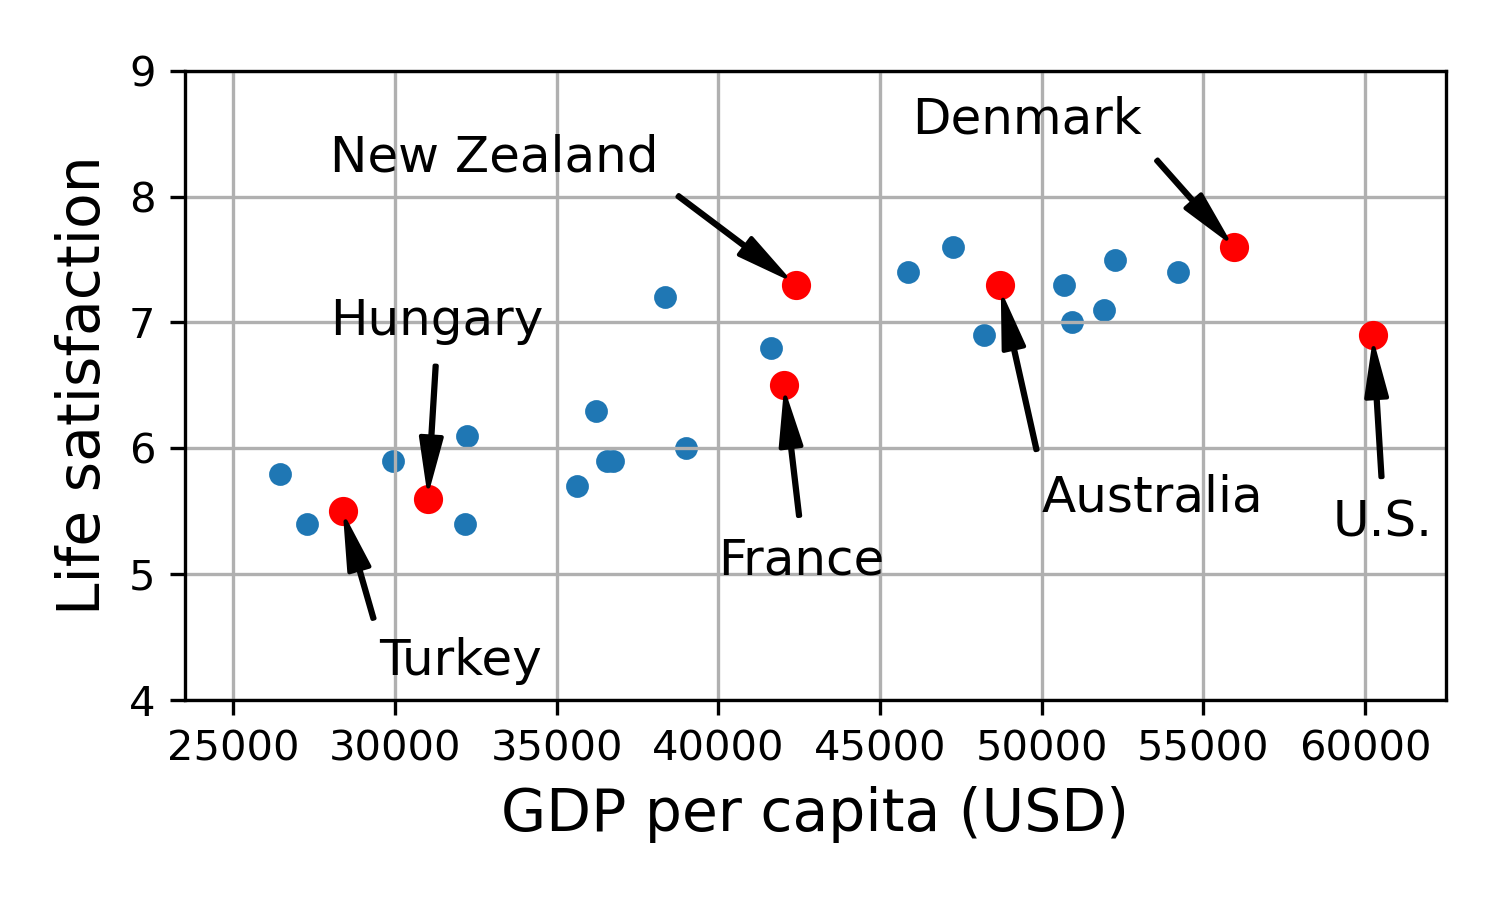 9
8
7
6
5
4
Life satisfaction
Denmark
New Zealand
Hungary
Australia
U.S.
France
Turkey
25000 30000 35000 40000 45000 50000 55000 60000
GDP per capita (USD)